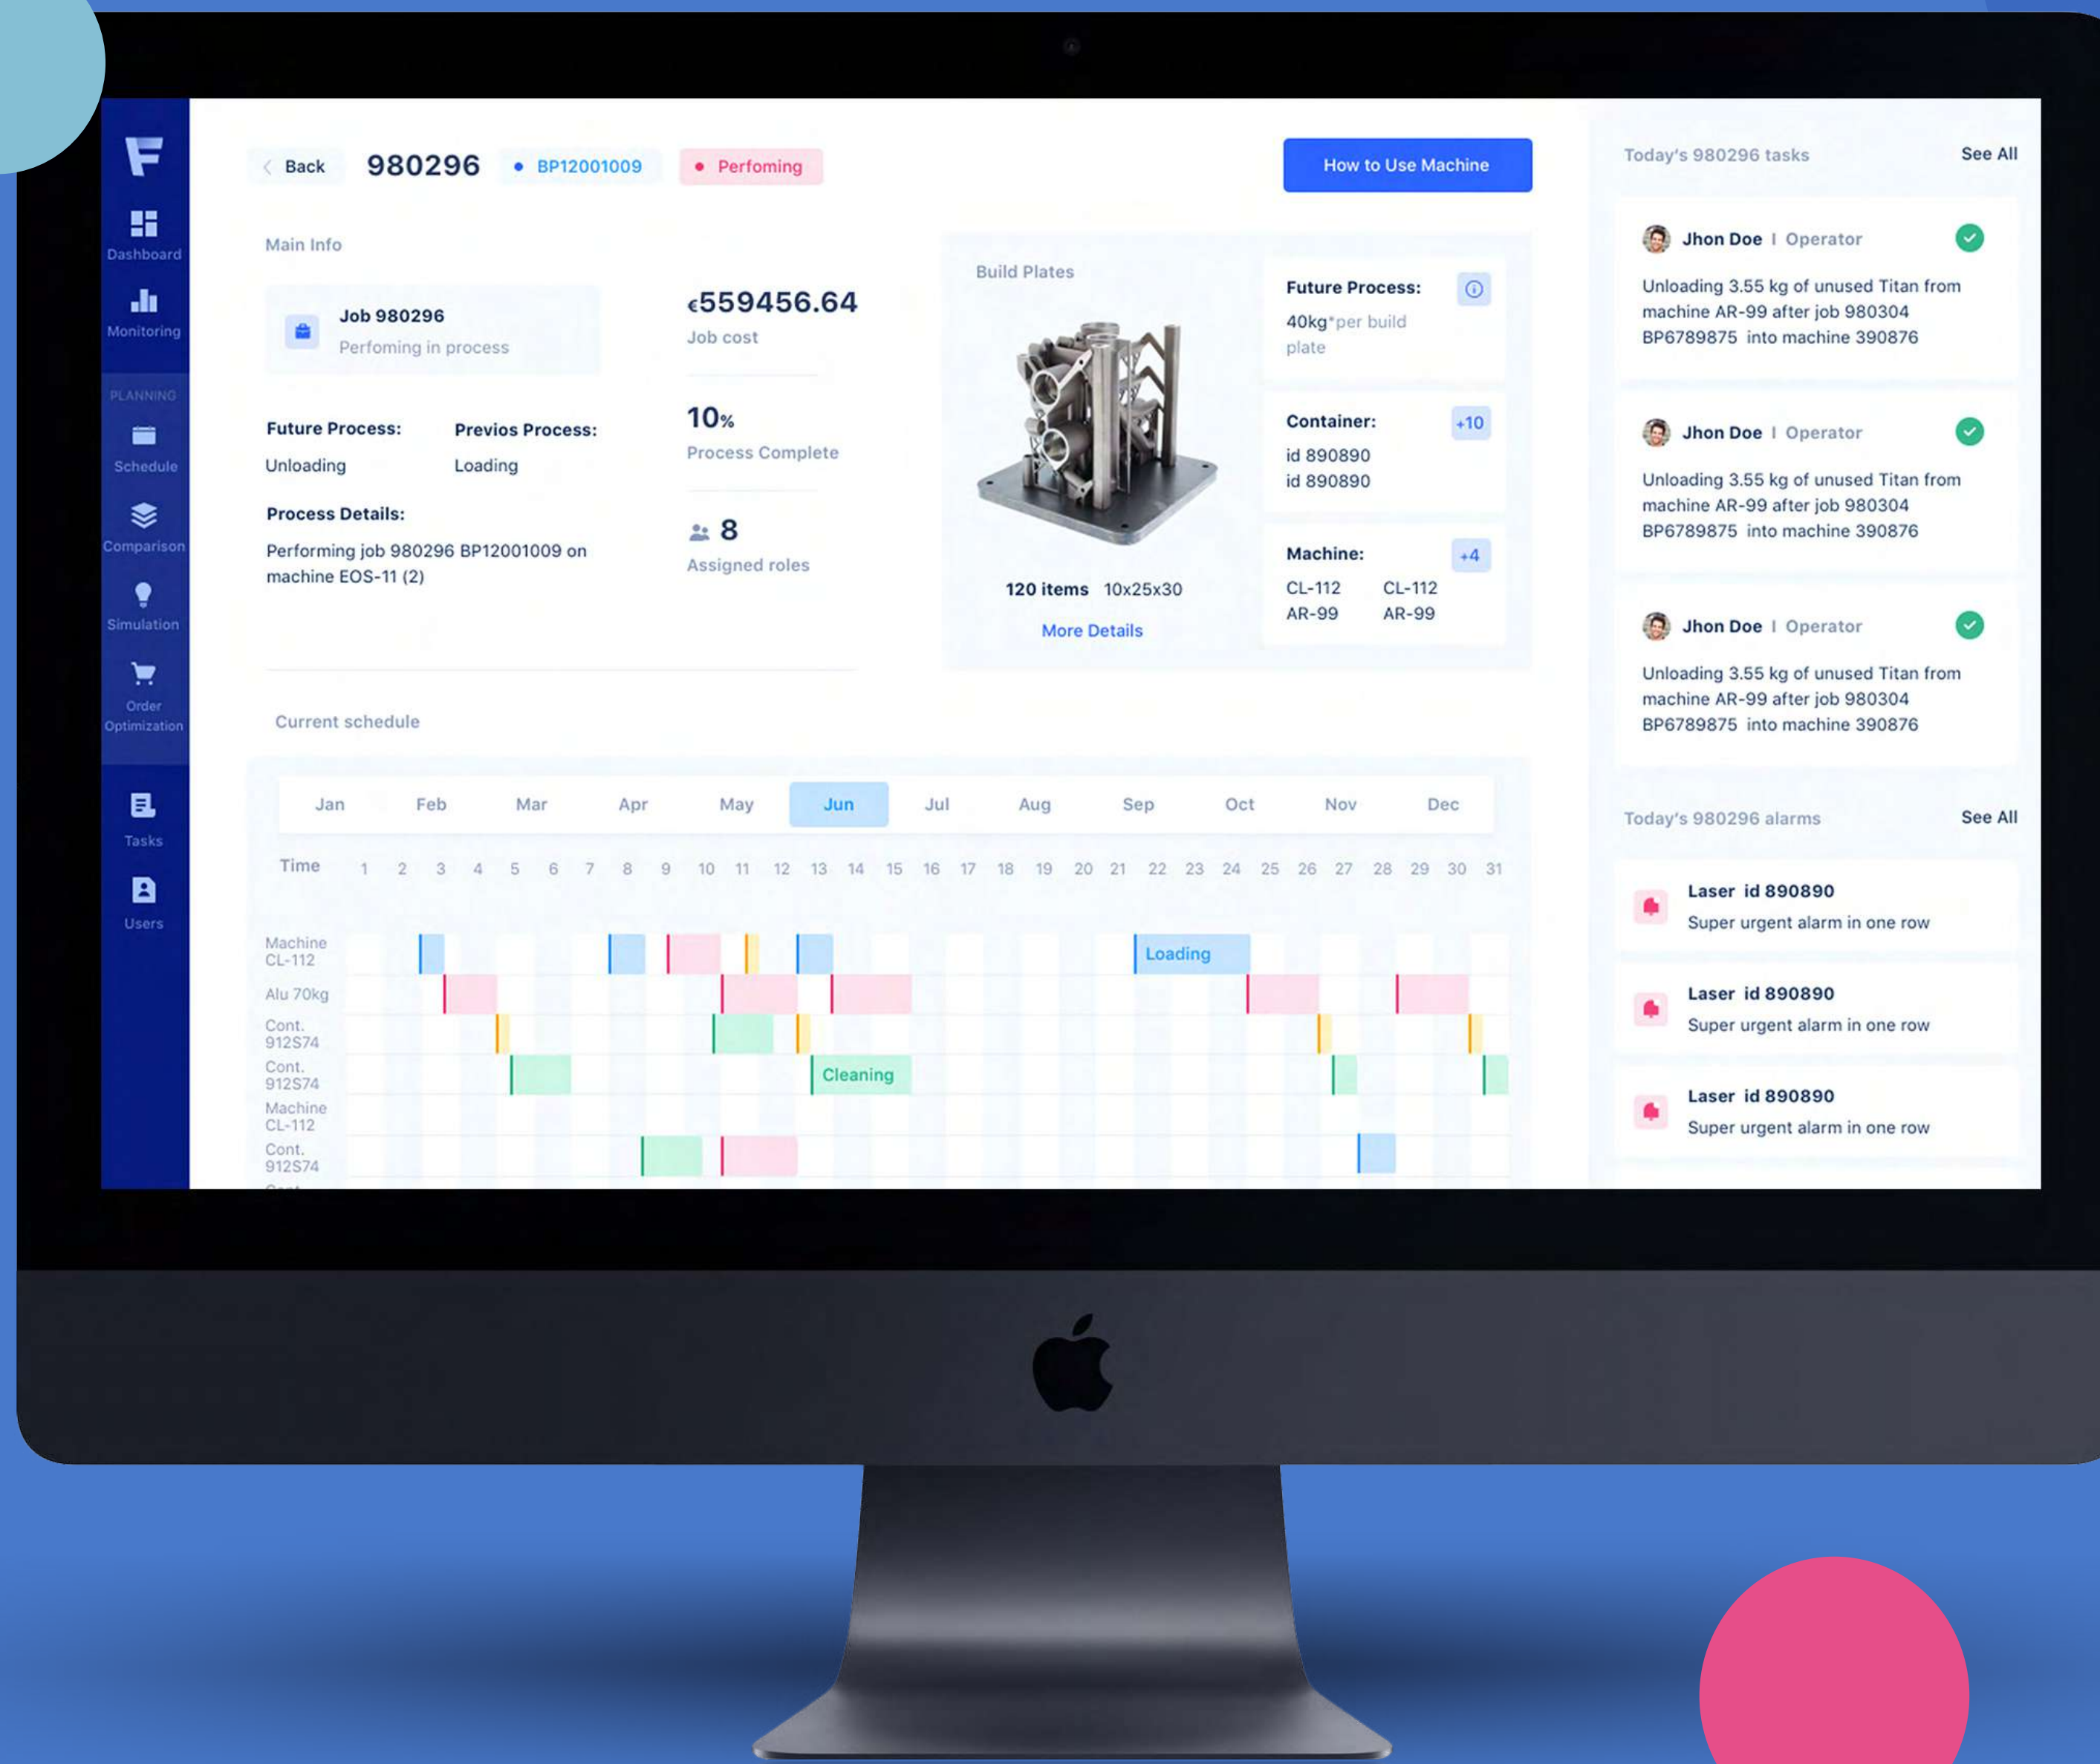 F
Dashboard
Monitoring
PLANNING
Schedule
Comparison
Simulation
Order
Optimization
Tasks
Users
Back 980296 BP12001009 Perfoming
How to Use Machine
Main Info
Job 980296
Perfoming in process
Future Process:
Unloading
Previos Process:
Loading
Process Details:
Performing job 980296 BP12001009 on
machine EOS-11 (2)
€559456.64
Job cost
10%
Process Complete
8
Assigned roles
Build Plates
120 items 10x25x30
More Details
Future Process:
40kg*per build
plate
Container: +10
id 890890
id 890890
Machine: +4
CL-112 CL-112
AR-99 AR-99
Current schedule
Jan Feb Mar Apr May Jun Jul Aug Sep Oct Nov Dec
Time 1 2 3 4 5 6 7 8 9 10 11 12 13 14 15 16 17 18 19 20 21 22 23 24 25 26 27 28 29 30 31
Machine
CL-112
Loading
Alu 70kg
Cont.
912S74
Cont.
912S74
Cleaning
Machine
CL-112
Cont.
912S74
Today's 980296 tasks See All
Jhon Doe | Operator
Unloading 3.55 kg of unused Titan from
machine AR-99 after job 980304
BP6789875 into machine 390876
Jhon Doe | Operator
Unloading 3.55 kg of unused Titan from
machine AR-99 after job 980304
BP6789875 into machine 390876
Jhon Doe | Operator
Unloading 3.55 kg of unused Titan from
machine AR-99 after job 980304
BP6789875 into machine 390876
Today's 980296 alarms See All
Laser id 890890
Super urgent alarm in one row
Laser id 890890
Super urgent alarm in one row
Laser id 890890
Super urgent alarm in one row